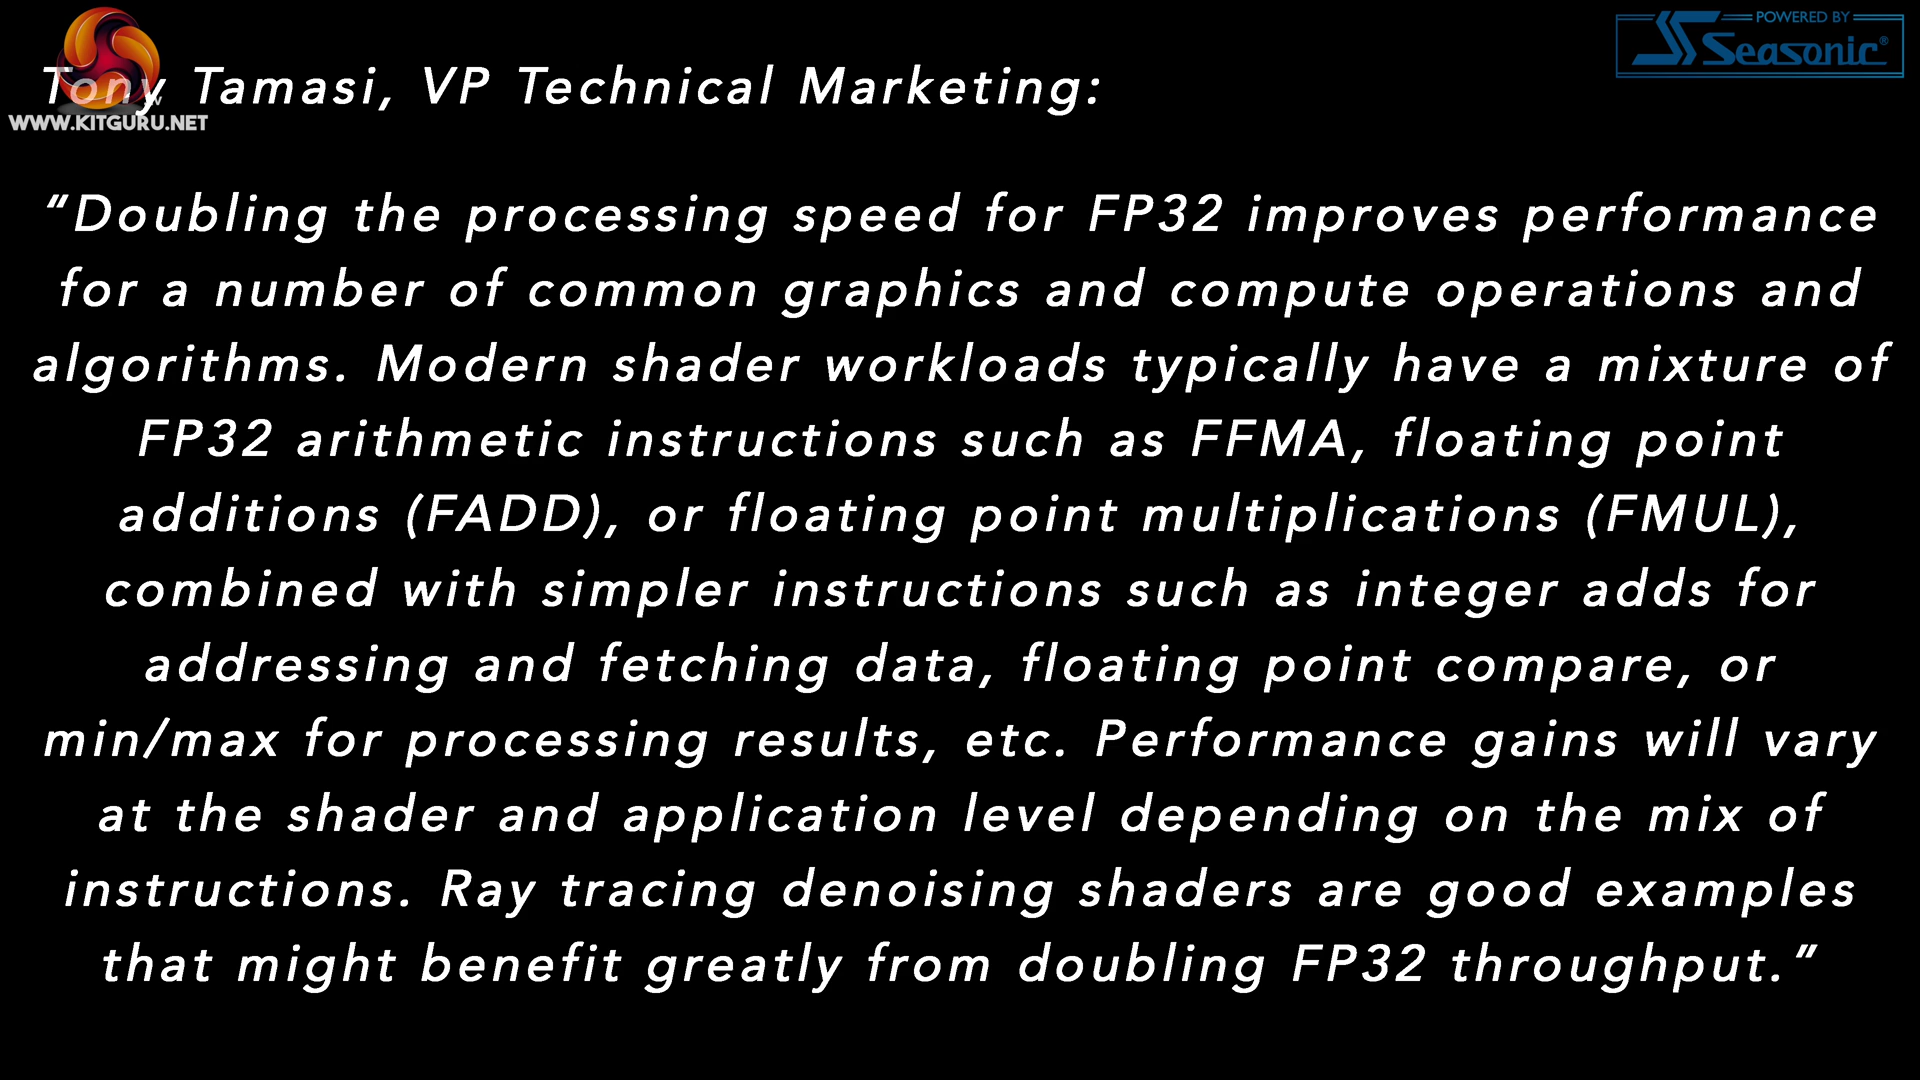 POWERED BY
Seasonic®
Tony Tamasi, VP Technical Marketing:
WWW.KITGURU.NET
“Doubling the processing speed for FP32 improves performance
for a number of common graphics and compute operations and
algorithms. Modern shader workloads typically have a mixture of
FP32 arithmetic instructions such as FFMA, floating point
additions (FADD), or floating point multiplications (FMUL),
combined with simpler instructions such as integer adds for
addressing and fetching data, floating point compare, or
min/max for processing results, etc. Performance gains will vary
at the shader and application level depending on the mix of
instructions. Ray tracing denoising shaders are good examples
that might benefit greatly from doubling FP32 throughput.”